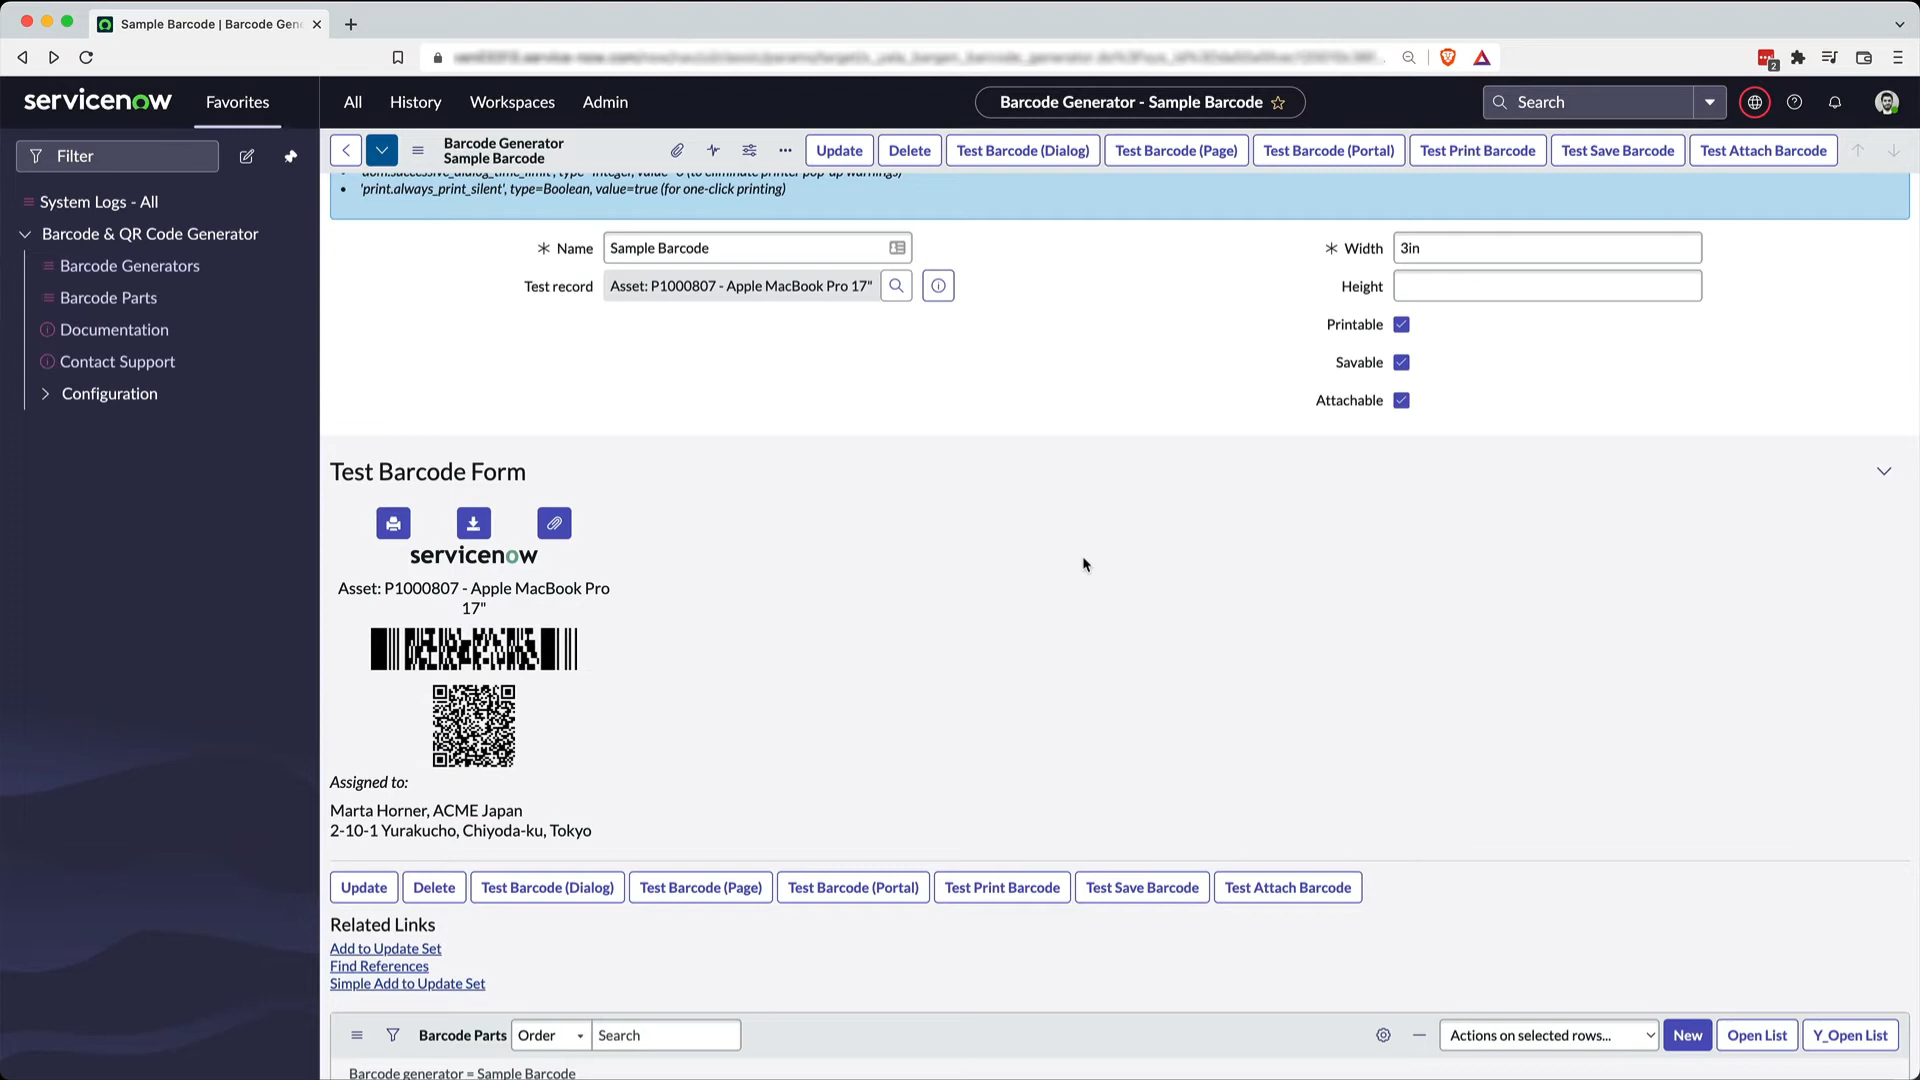 Sample Barcode | Barcode Gen
2
servicenow
Favorites
All
History
Workspaces
Admin
Barcode Generator - Sample Barcode
Search
Filter
Barcode Generator
Sample Barcode
Update
Delete
Test Barcode (Dialog)
Test Barcode (Page)
Test Barcode (Portal)
Test Print Barcode
Test Save Barcode
Test Attach Barcode
System Logs - All
Barcode & QR Code Generator
Barcode Generators
Barcode Parts
Documentation
Contact Support
Configuration
• 'print.always_print_silent', type=Boolean, value=true (for one-click printing)
Name
Sample Barcode
Width
3in
Test record
Asset: P1000807 - Apple MacBook Pro 17"
Height
Printable
Savable
Attachable
Test Barcode Form
servicenow
Asset: P1000807 - Apple MacBook Pro
17"
Assigned to:
Marta Horner, ACME Japan
2-10-1 Yurakucho, Chiyoda-ku, Tokyo
Update
Delete
Test Barcode (Dialog)
Test Barcode (Page)
Test Barcode (Portal)
Test Print Barcode
Test Save Barcode
Test Attach Barcode
Related Links
Add to Update Set
Find References
Simple Add to Update Set
Barcode Parts
Order
Search
Actions on selected rows...
New
Open List
Y_Open List
Barcode generator = Sample Barcode